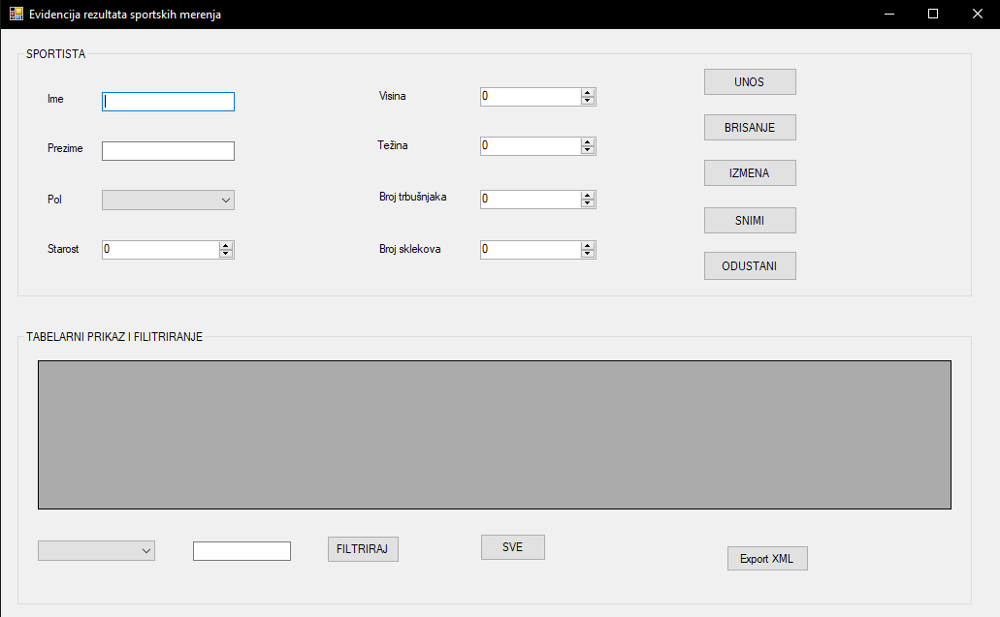 Evidencija rezultata sportskih merenja
SPORTISTA
Ime
Prezime
Pol
Starost 0
Visina 0
Težina 0
Broj trbušnjaka 0
Broj sklekova 0
UNOS
BRISANJE
IZMENA
SNIMI
ODUSTANI
TABELARNI PRIKAZ I FILITRIRANJE
FILTRIRAJ
SVE
Export XML